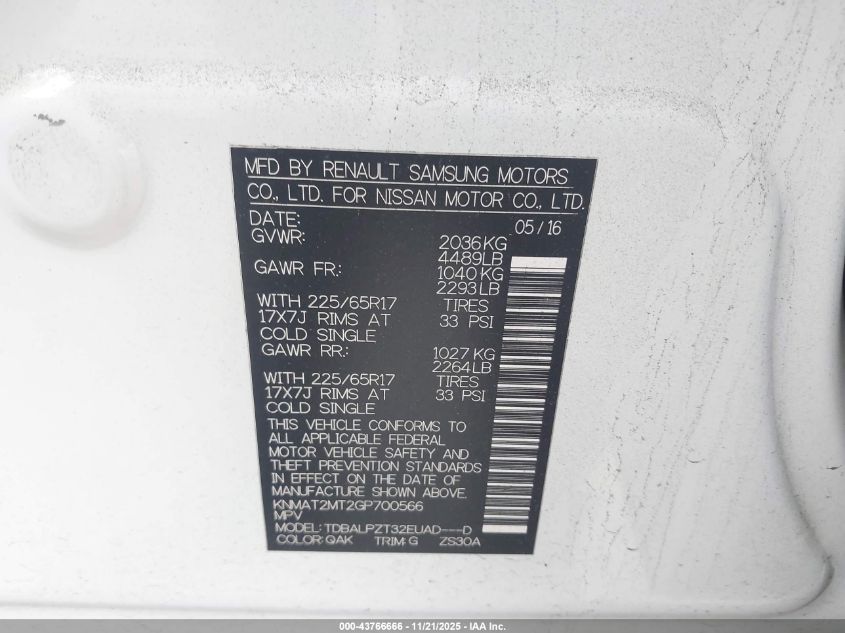 MFD BY RENAULT SAMSUNG MOTORS
CO., LTD. FOR NISSAN MOTOR CO., LTD.
DATE: 05/16
GVWR: 2036KG
4489LB
GAWR FR.: 1040KG
2293LB
WITH 225/65R17 TIRES
17X7J RIMS AT 33 PSI
COLD SINGLE
GAWR RR.: 1027KG
2264LB
WITH 225/65R17 TIRES
17X7J RIMS AT 33 PSI
COLD SINGLE
THIS VEHICLE CONFORMS TO
ALL APPLICABLE FEDERAL
MOTOR VEHICLE SAFETY AND
THEFT PREVENTION STANDARDS
IN EFFECT ON THE DATE OF
MANUFACTURE SHOWN ABOVE.
KNMAT2MT2GP700566
MPV
MODEL: TDBALPZT32EUAD---D
COLOR: QAK TRIM: G ZS30A
000-43766666 - 11/21/2025 - IAA Inc.